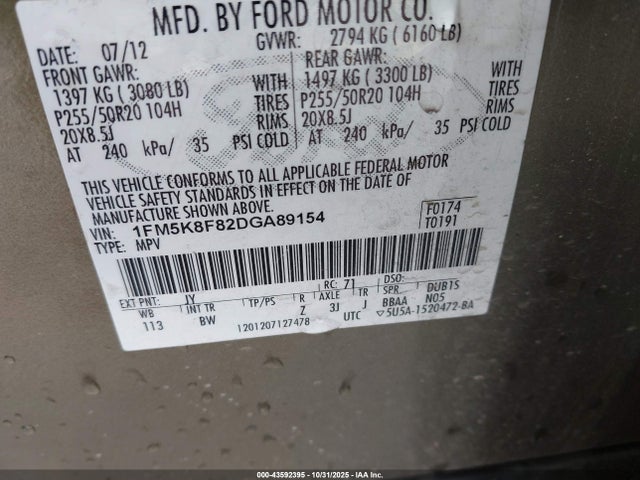 MFD. BY FORD MOTOR CO.
DATE: 07/12 GVWR: 2794 KG ( 6160 LB)
FRONT GAWR: REAR GAWR:
1397 KG ( 3080 LB) WITH 1497 KG ( 3300 LB) WITH
P255/50R20 104H TIRES P255/50R20 104H TIRES
20X8.5J RIMS 20X8.5J RIMS
AT 240 kPa/ 35 PSI COLD AT 240 kPa/ 35 PSI COLD
THIS VEHICLE CONFORMS TO ALL APPLICABLE FEDERAL MOTOR
VEHICLE SAFETY STANDARDS IN EFFECT ON THE DATE OF
MANUFACTURE SHOWN ABOVE.
VIN: 1FM5K8F82DGA89154 F0174
TYPE: MPV T0191
EXT PNT: JY RC: 71 DSO:
WB INT TR TP/PS R AXLE TR SPR DUB1S
113 BW Z 3J J BBAA N05
1201207127478 UTC ▽5U5A-1520472-BA
Ford
000-43592395 - 10/31/2025 - IAA Inc.